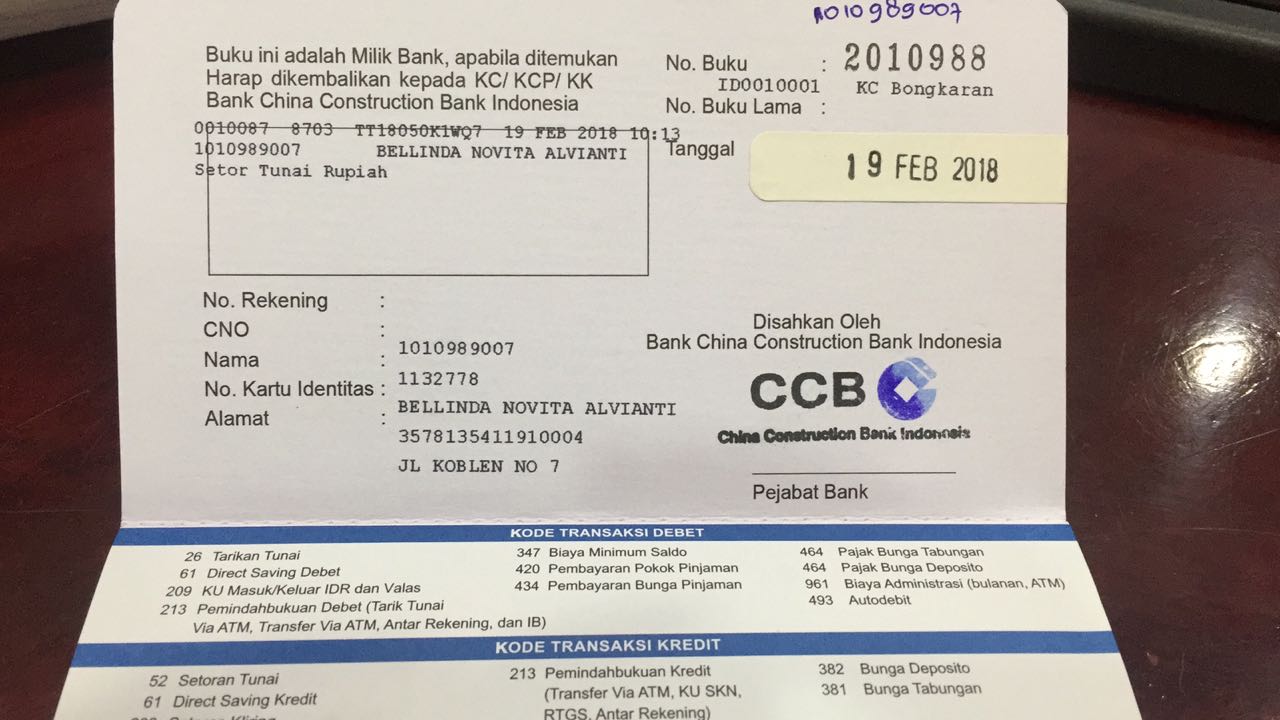 1010989007
Buku ini adalah Milik Bank, apabila ditemukan
Harap dikembalikan kepada KC/ KCP/ KK
Bank China Construction Bank Indonesia
No. Buku : 2010988
ID0010001 KC Bongkaran
No. Buku Lama :
0010087 8703 TT18050K1WQ7 19 FEB 2018 10:13
1010989007 BELLINDA NOVITA ALVIANTI
Setor Tunai Rupiah
Tanggal
19 FEB 2018
No. Rekening :
CNO :
Nama :
No. Kartu Identitas :
Alamat :
1010989007
1132778
BELLINDA NOVITA ALVIANTI
3578135411910004
JL KOBLEN NO 7
Disahkan Oleh
Bank China Construction Bank Indonesia
CCB
China Construction Bank Indonesia
Pejabat Bank
KODE TRANSAKSI DEBET
26 Tarikan Tunai
61 Direct Saving Debet
209 KU Masuk/Keluar IDR dan Valas
213 Pemindahbukuan Debet (Tarik Tunai
Via ATM, Transfer Via ATM, Antar Rekening, dan IB)
347 Biaya Minimum Saldo
420 Pembayaran Pokok Pinjaman
434 Pembayaran Bunga Pinjaman
464 Pajak Bunga Tabungan
464 Pajak Bunga Deposito
961 Biaya Administrasi (bulanan, ATM)
493 Autodebit
KODE TRANSAKSI KREDIT
52 Setoran Tunai
61 Direct Saving Kredit
213 Pemindahbukuan Kredit
(Transfer Via ATM, KU SKN,
RTGS, Antar Rekening)
382 Bunga Deposito
381 Bunga Tabungan